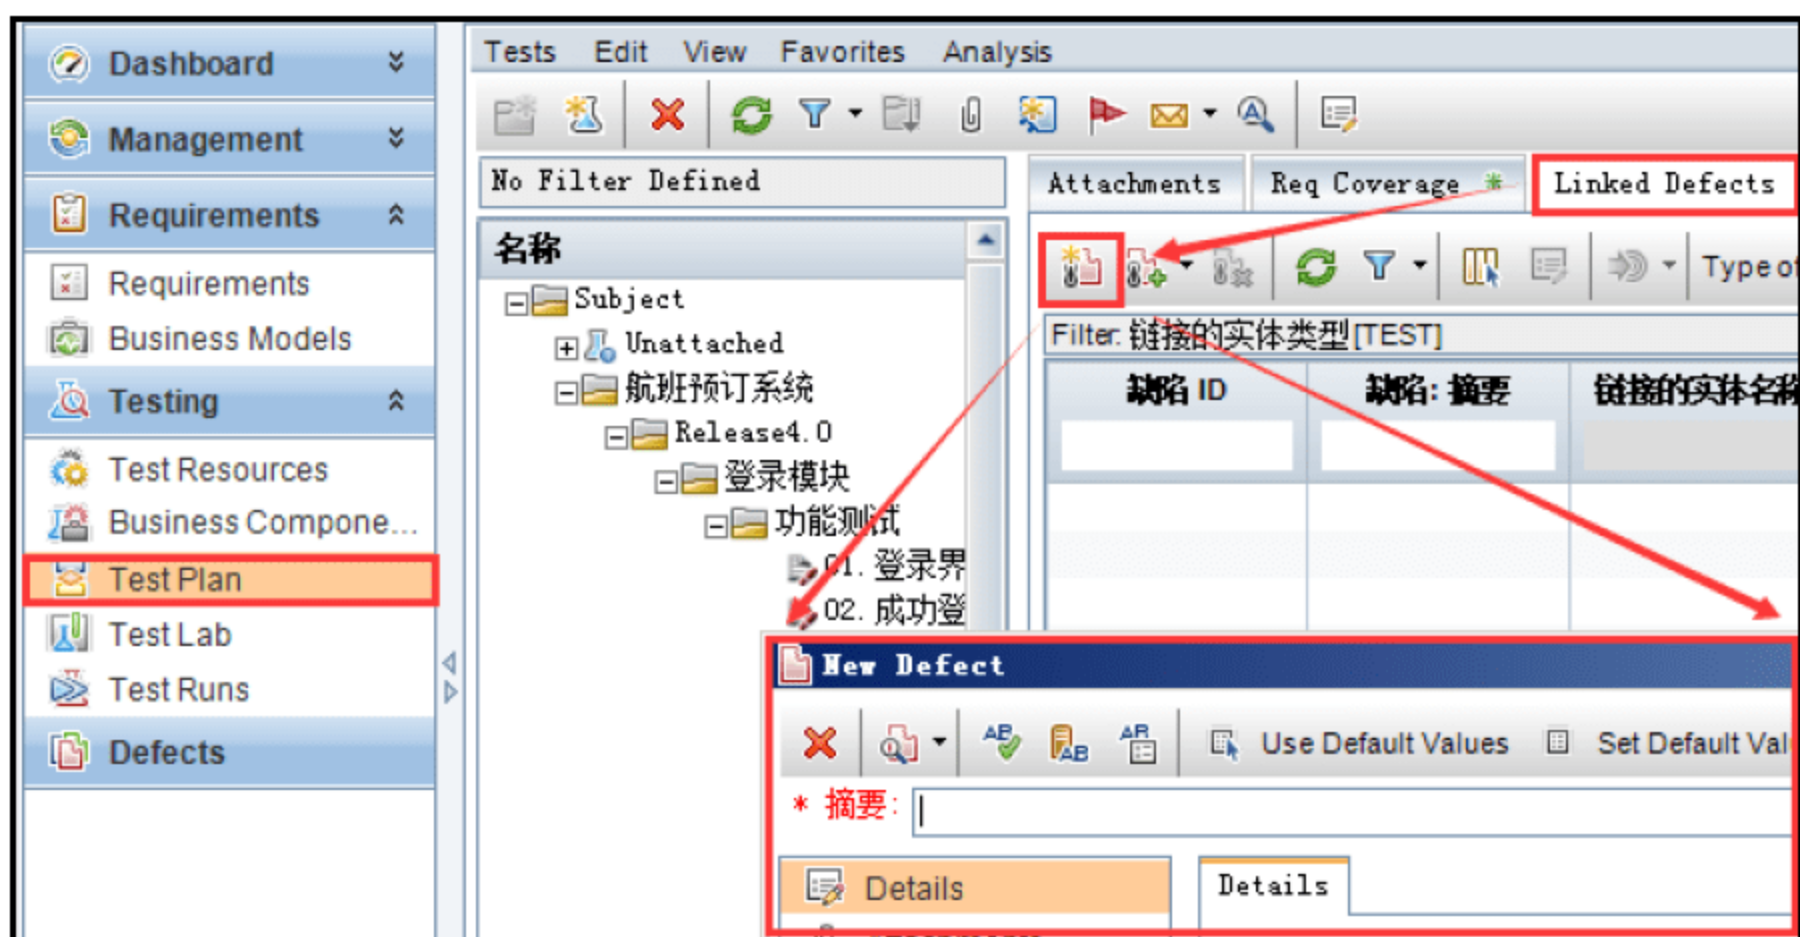 Dashboard
Management
Requirements
Requirements
Business Models
Testing
Test Resources
Business Compone...
Test Plan
Test Lab
Test Runs
Defects
Tests Edit View Favorites Analysis
No Filter Defined
名称
Subject
Unattached
航班预订系统
Release4.0
登录模块
功能测试
01. 登录界
02. 成功登
Attachments Req Coverage * Linked Defects
Type of
Filter: 链接的实体类型[TEST]
缺陷 ID 缺陷: 摘要 链接的实体名称
New Defect
Use Default Values Set Default Val
* 摘要:
Details
Details